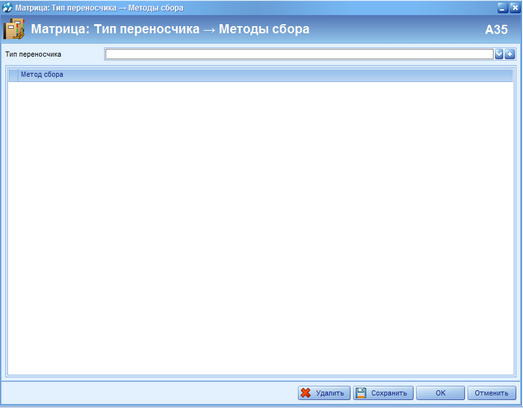 Матрица: Тип переносчика → Методы сбора
Матрица: Тип переносчика → Методы сбора A35
Тип переносчика
Метод сбора
Удалить Сохранить OK Отменить